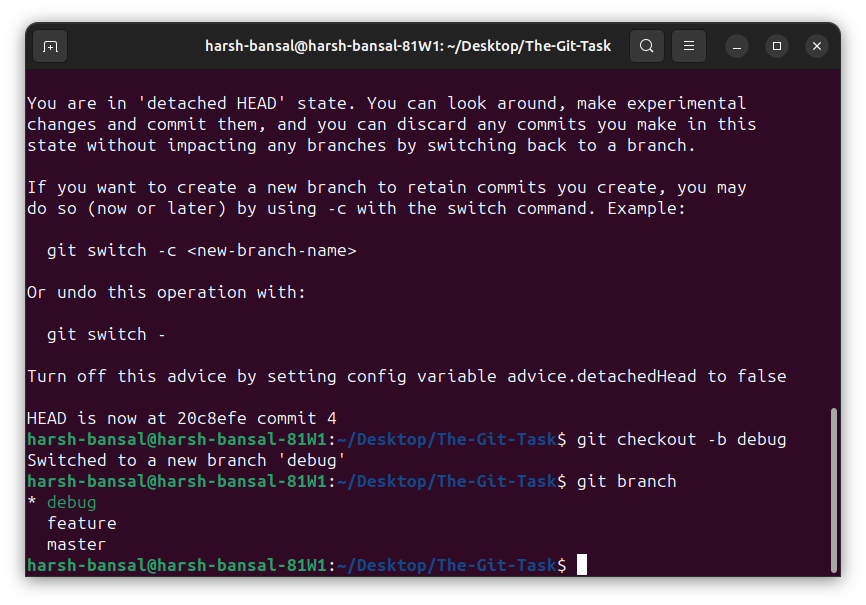 harsh-bansal@harsh-bansal-81W1: ~/Desktop/The-Git-Task
You are in 'detached HEAD' state. You can look around, make experimental
changes and commit them, and you can discard any commits you make in this
state without impacting any branches by switching back to a branch.
If you want to create a new branch to retain commits you create, you may
do so (now or later) by using -c with the switch command. Example:
git switch -c <new-branch-name>
Or undo this operation with:
git switch -
Turn off this advice by setting config variable advice.detachedHead to false
HEAD is now at 20c8efe commit 4
harsh-bansal@harsh-bansal-81W1:~/Desktop/The-Git-Task$ git checkout -b debug
Switched to a new branch 'debug'
harsh-bansal@harsh-bansal-81W1:~/Desktop/The-Git-Task$ git branch
* debug
feature
master
harsh-bansal@harsh-bansal-81W1:~/Desktop/The-Git-Task$